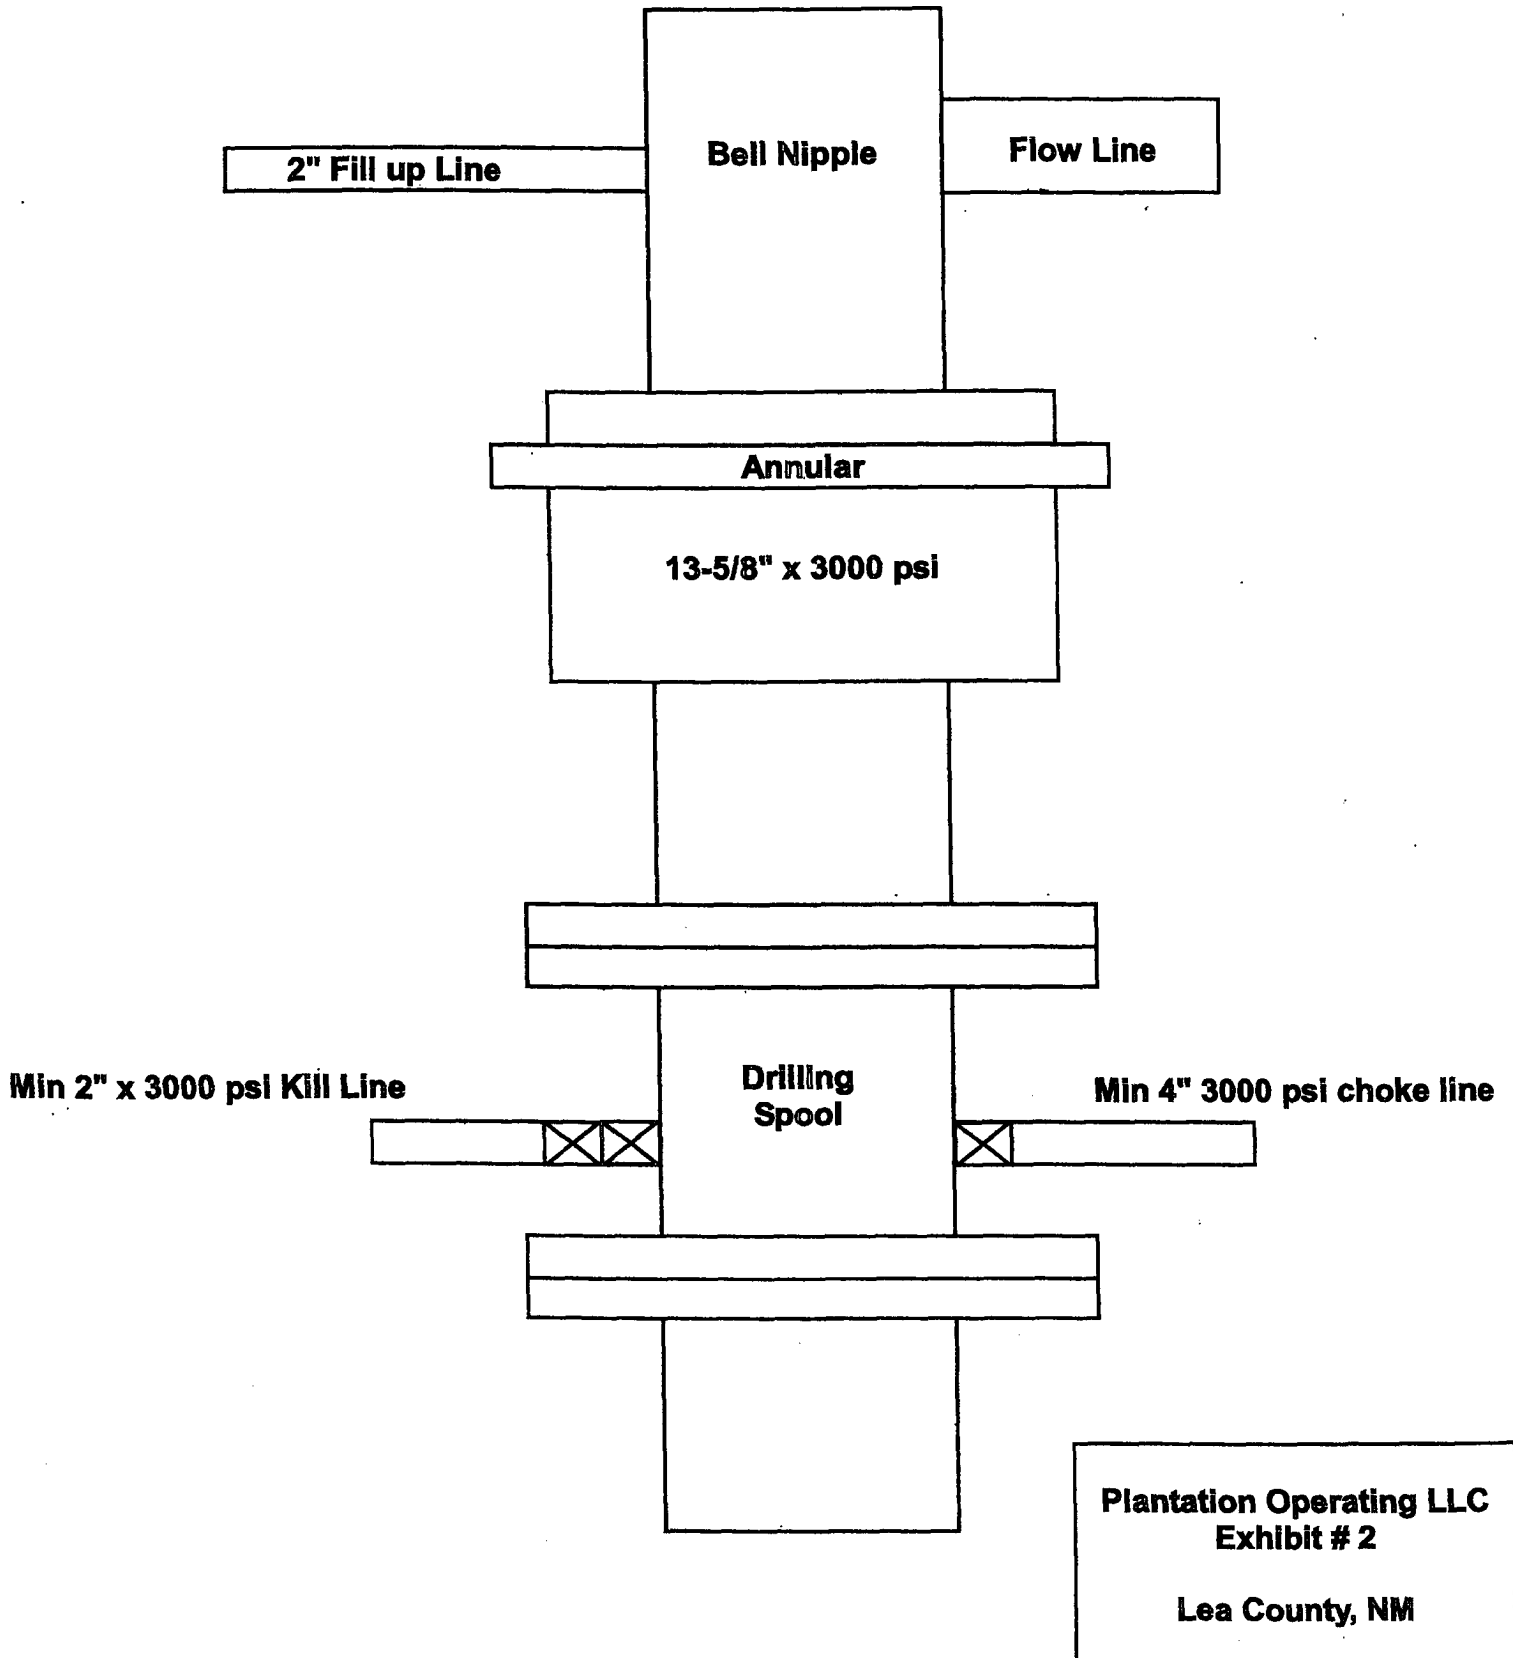 Bell Nipple
Flow Line
2" Fill up Line
Annular
13-5/8" x 3000 psi
Drilling
Spool
Min 2" x 3000 psi Kill Line
Min 4" 3000 psi choke line
Plantation Operating LLC
Exhibit # 2
Lea County, NM